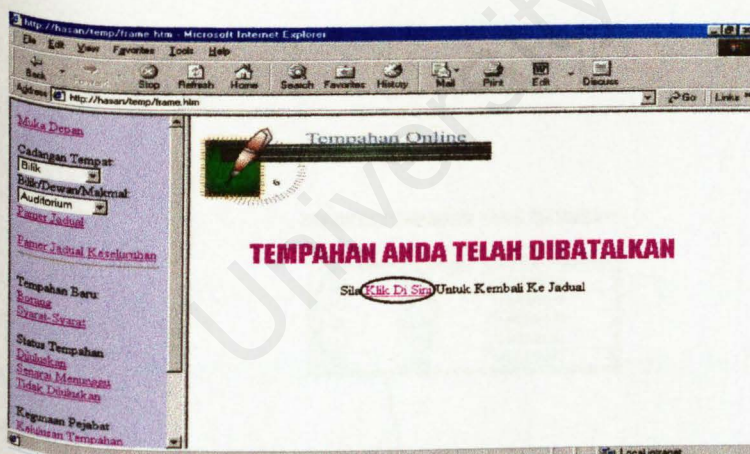 http://hasan/temp/frame.htm - Microsoft Internet Explorer
File Edit View Favorites Tools Help
Back Stop Refresh Home Search Favorites History Mail Print Edit Discuss
Address http://hasan/temp/frame.htm Go Links
Muka Depan
Cadangan Tempat:
Bilik
Bilik/Dewan/Makmal:
Auditorium
Papar Jadual
Papar Jadual Keseluruhan
Tempahan Baru:
Borang
Syarat-Syarat
Status Tempahan
Diluluskan
Senarai Menunggu
Tidak Diluluskan
Kegunaan Pejabat
Kelulusan Tempahan
Tempahan Online
TEMPAHAN ANDA TELAH DIBATALKAN
Sila Klik Di Sini Untuk Kembali Ke Jadual
Local intranet
University